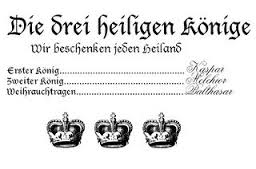 Die drei heiligen Könige
Wir beschenken jeden Heiland
Erster König..............................Kaspar
Zweiter König............................Melchior
Weihrauchtragen........................Balthasar